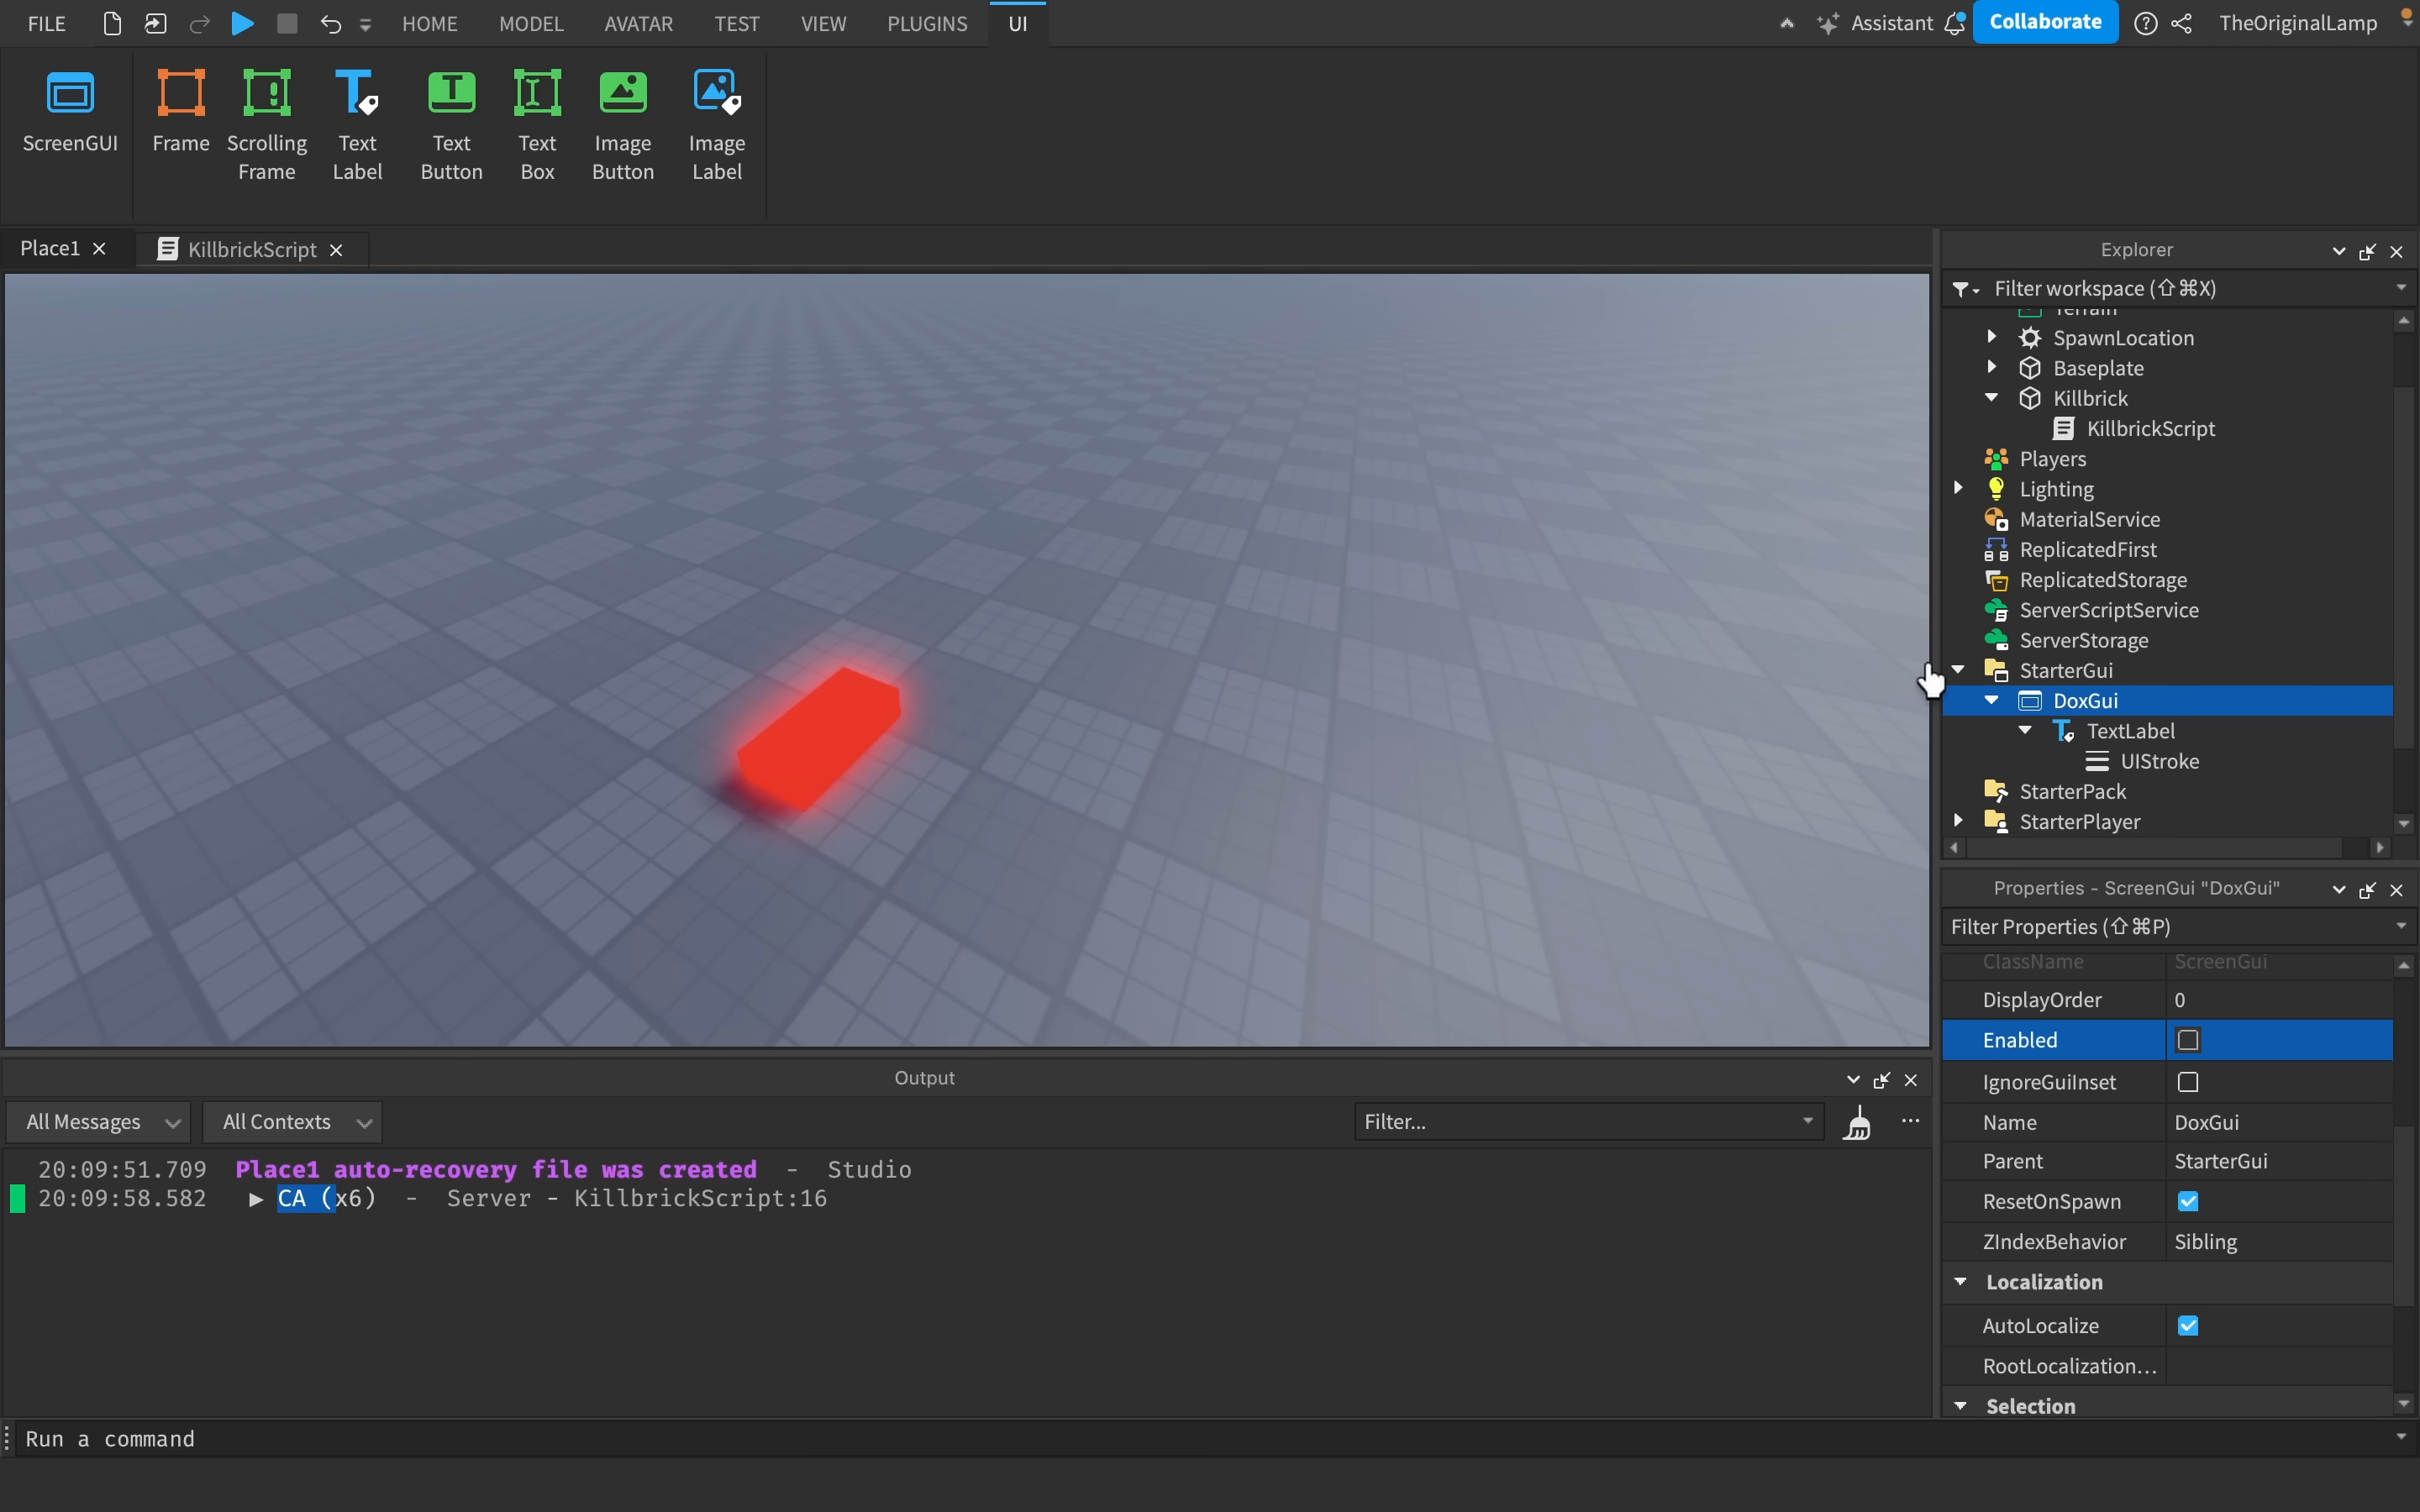 FILE HOME MODEL AVATAR TEST VIEW PLUGINS UI Assistant Collaborate TheOriginalLamp
ScreenGUI
Frame
Scrolling
Frame
Text
Label
Text
Button
Text
Box
Image
Button
Image
Label
Place1
KillbrickScript
Explorer
Filter workspace (⇧⌘X)
Terrain
SpawnLocation
Baseplate
Killbrick
KillbrickScript
Players
Lighting
MaterialService
ReplicatedFirst
ReplicatedStorage
ServerScriptService
ServerStorage
StarterGui
DoxGui
TextLabel
UIStroke
StarterPack
StarterPlayer
Properties - ScreenGui "DoxGui"
Filter Properties (⇧⌘P)
ClassName ScreenGui
DisplayOrder 0
Enabled
IgnoreGuiInset
Name DoxGui
Parent StarterGui
ResetOnSpawn
ZIndexBehavior Sibling
Localization
AutoLocalize
RootLocalization...
Selection
Output
All Messages All Contexts Filter... ...
20:09:51.709 Place1 auto-recovery file was created - Studio
20:09:58.582 ▶ CA (x6) - Server - KillbrickScript:16
Run a command